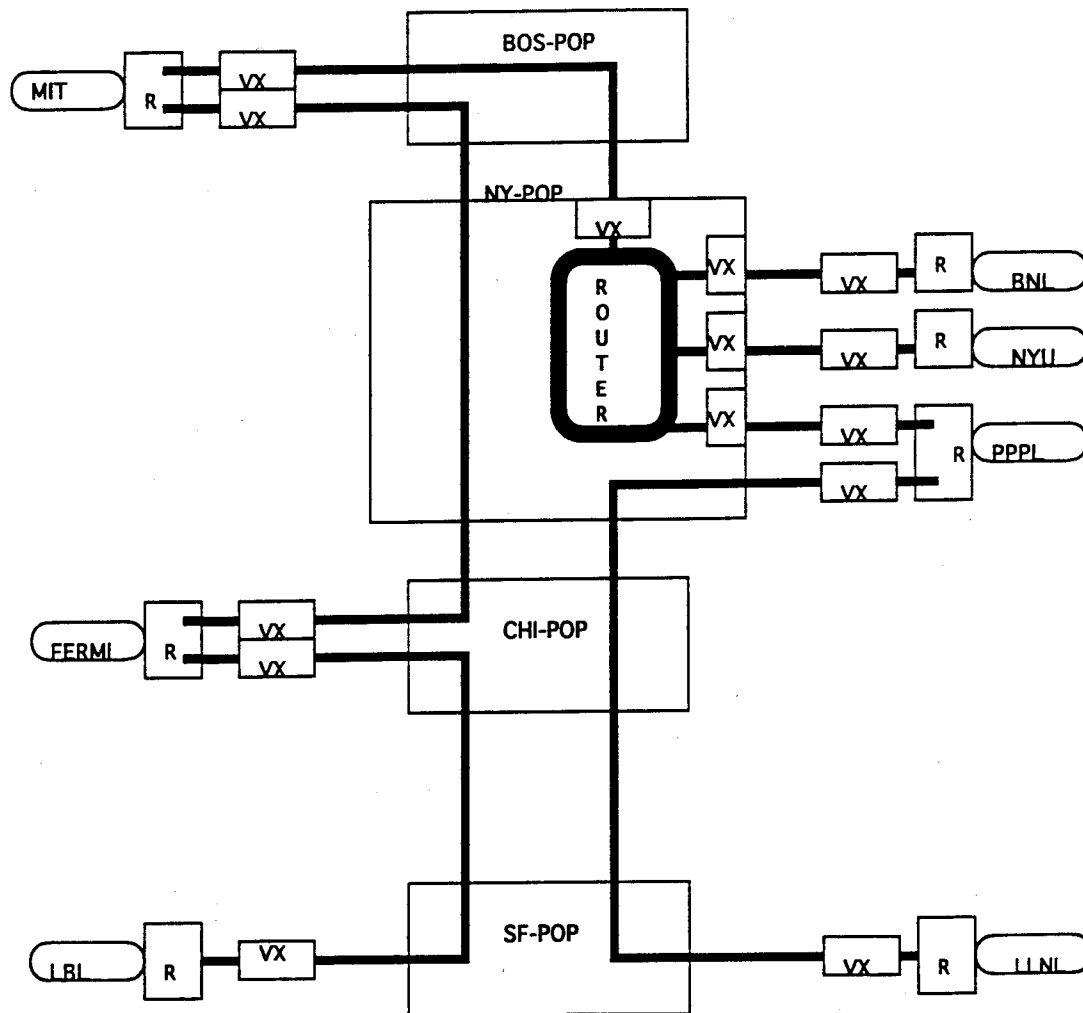 BOS-POP
MIT
R
VX
VX
NY-POP
VX
ROUTER
VX
VX
R
BNL
VX
VX
R
NYU
VX
VX
R
PPPL
VX
CHI-POP
FERMI
R
VX
VX
SF-POP
LBL
R
VX
VX
R
LLNL